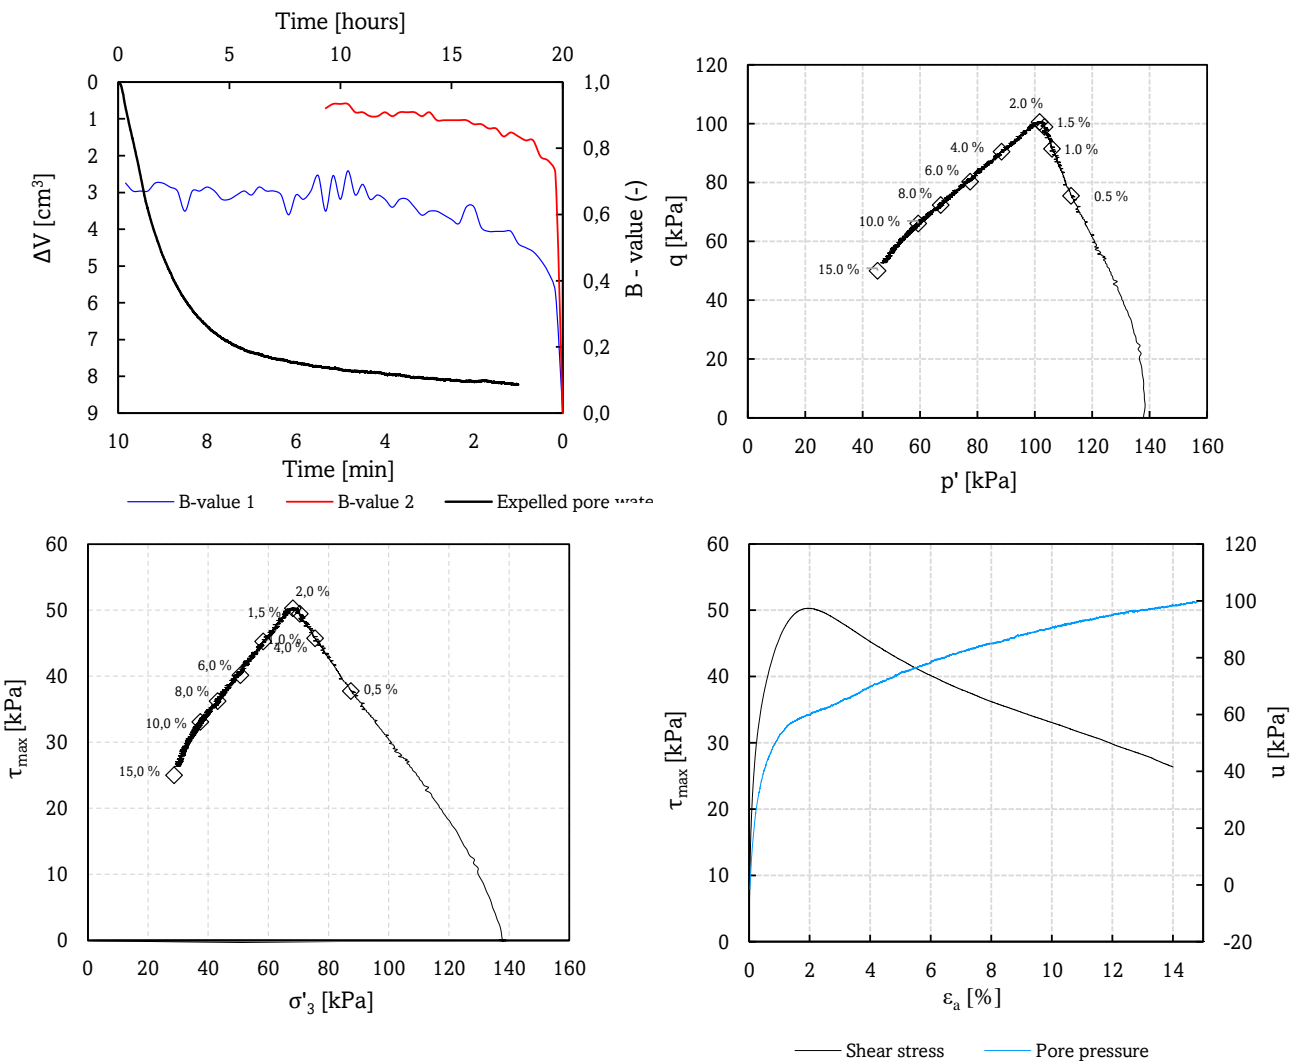 Time [hours]
0 5 10 15 20
0 1 2 3 4 5 6 7 8 9
ΔV [cm³]
1,0 0,8 0,6 0,4 0,2 0,0
B - value (-)
10 8 6 4 2 0
Time [min]
B-value 1 B-value 2 Expelled pore
120 100 80 60 40 20 0
q [kPa]
2.0 %
1.5 %
4.0 % 1.0 %
6.0 %
8.0 % 0.5 %
10.0 %
15.0 %
0 20 40 60 80 100 120 140 160
p' [kPa]
60 50 40 30 20 10 0
τmax [kPa]
2,0 %
1,5 %
1,0 %
4,0 %
6,0 %
8,0 % 0,5 %
10,0 %
15,0 %
0 20 40 60 80 100 120 140 160
σ'3 [kPa]
60 50 40 30 20 10 0
τmax [kPa]
120 100 80 60 40 20 0 -20
u [kPa]
0 2 4 6 8 10 12 14
εa [%]
Shear stress Pore pressure